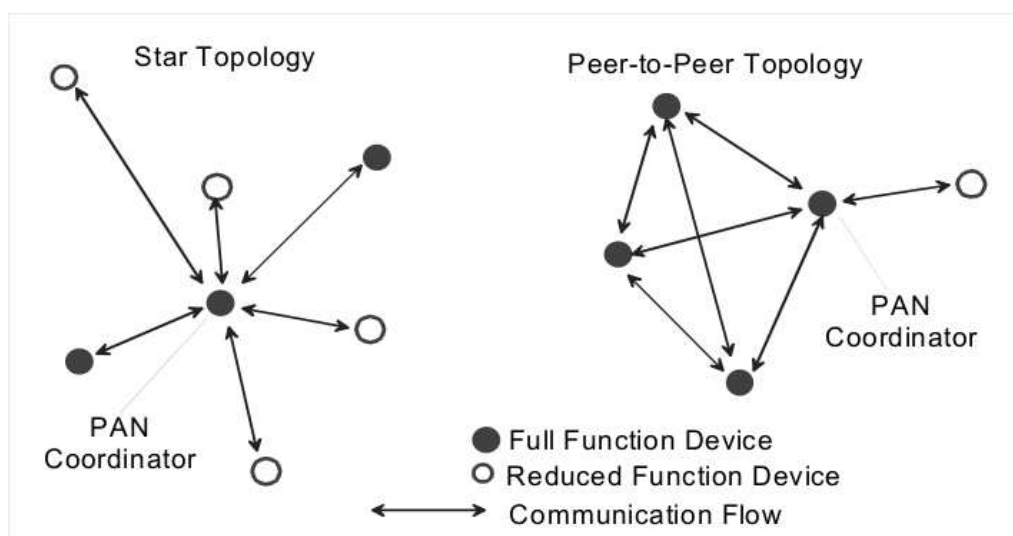 Star Topology
Peer-to-Peer Topology
PAN
Coordinator
PAN
Coordinator
Full Function Device
Reduced Function Device
Communication Flow